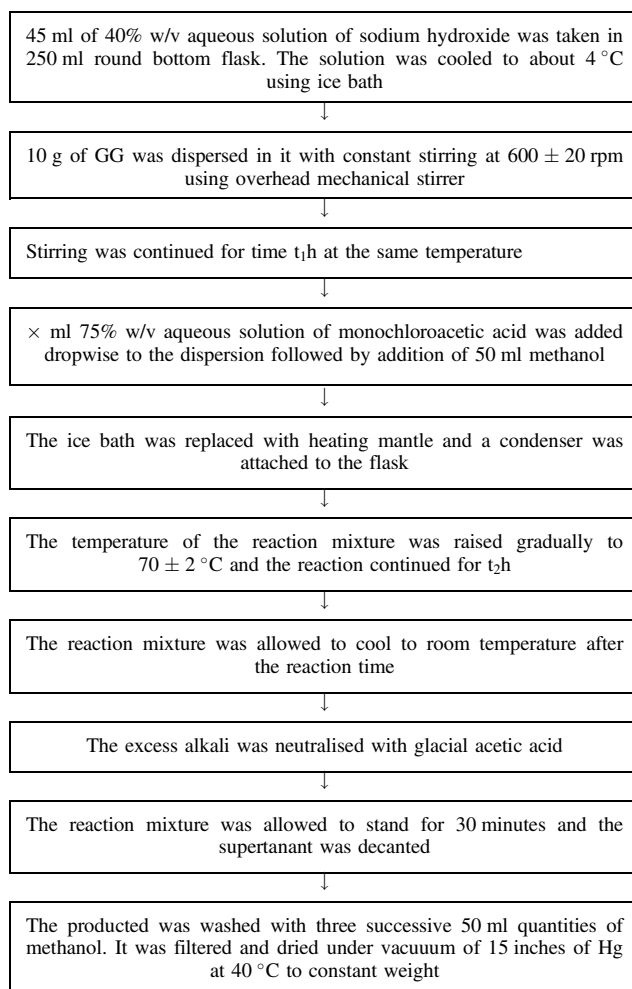 45 ml of 40% w/v aqueous solution of sodium hydroxide was taken in
250 ml round bottom flask. The solution was cooled to about 4 °C
using ice bath
↓
10 g of GG was dispersed in it with constant stirring at 600 ± 20 rpm
using overhead mechanical stirrer
↓
Stirring was continued for time t₁h at the same temperature
↓
× ml 75% w/v aqueous solution of monochloroacetic acid was added
dropwise to the dispersion followed by addition of 50 ml methanol
↓
The ice bath was replaced with heating mantle and a condenser was
attached to the flask
↓
The temperature of the reaction mixture was raised gradually to
70 ± 2 °C and the reaction continued for t₂h
↓
The reaction mixture was allowed to cool to room temperature after
the reaction time
↓
The excess alkali was neutralised with glacial acetic acid
↓
The reaction mixture was allowed to stand for 30 minutes and the
supertanant was decanted
↓
The producted was washed with three successive 50 ml quantities of
methanol. It was filtered and dried under vacuuum of 15 inches of Hg
at 40 °C to constant weight